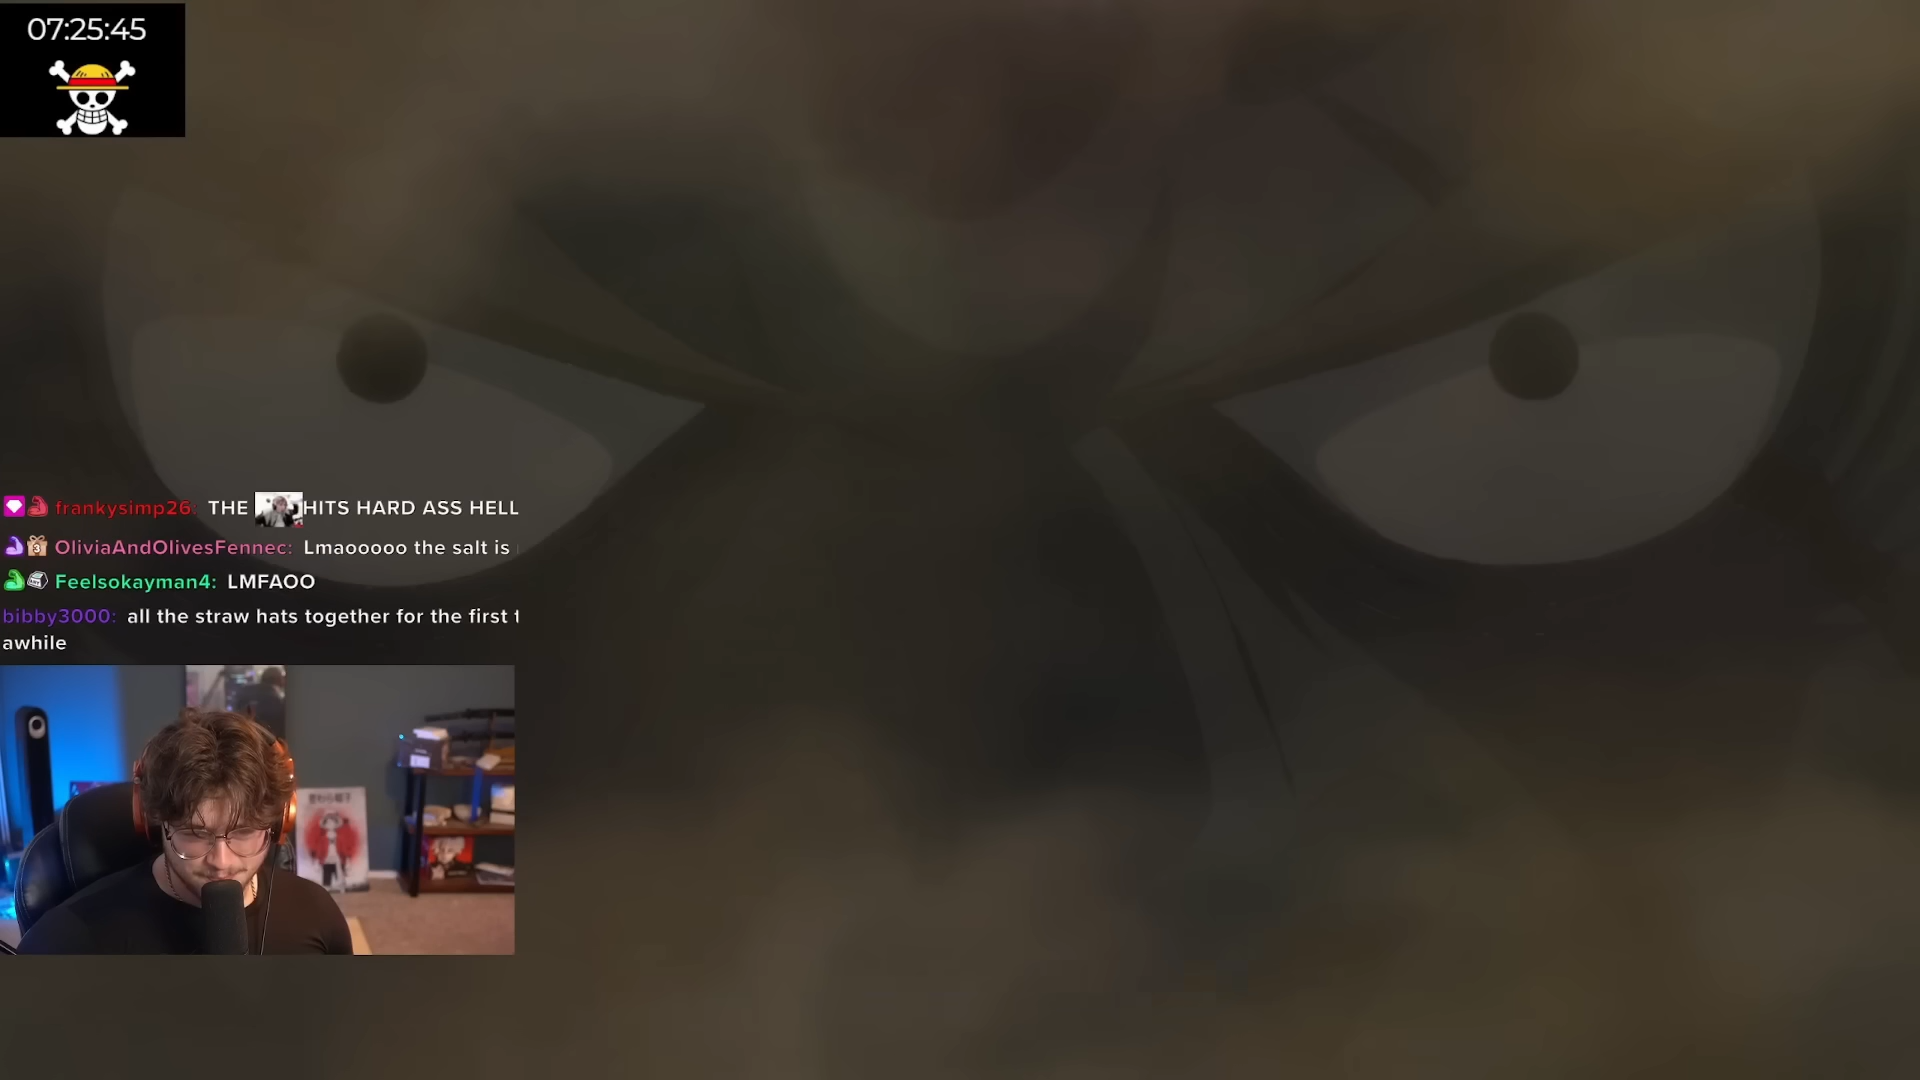 07:25:45
frankysimp26: THE HITS HARD ASS HELL
OliviaAndOlivesFennec: Lmaooooo the salt is
Feelsokayman4: LMFAOO
bibby3000: all the straw hats together for the first t
awhile